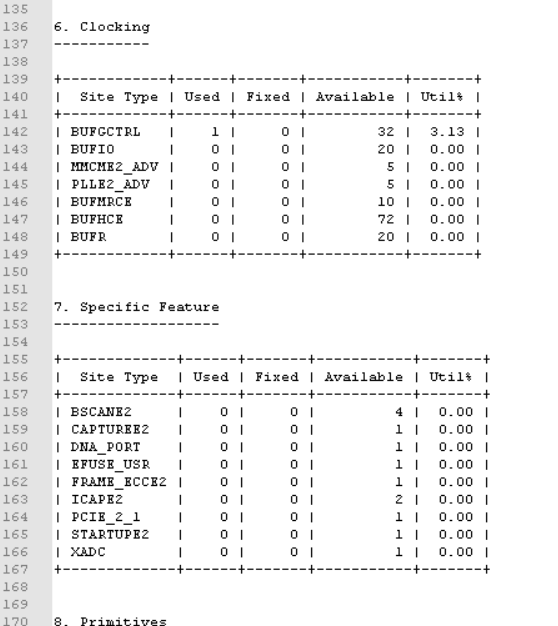 135
136 6. Clocking
137 -----------
138
139 +------------+------+-------+-----------+-------+
140 |  Site Type | Used | Fixed | Available | Util% |
141 +------------+------+-------+-----------+-------+
142 | BUFGCTRL   |    1 |     0 |        32 |  3.13 |
143 | BUFIO      |    0 |     0 |        20 |  0.00 |
144 | MMCME2_ADV |    0 |     0 |         5 |  0.00 |
145 | PLLE2_ADV  |    0 |     0 |         5 |  0.00 |
146 | BUFMRCE    |    0 |     0 |        10 |  0.00 |
147 | BUFHCE     |    0 |     0 |        72 |  0.00 |
148 | BUFR       |    0 |     0 |        20 |  0.00 |
149 +------------+------+-------+-----------+-------+
150
151
152 7. Specific Feature
153 -------------------
154
155 +-------------+------+-------+-----------+-------+
156 |  Site Type  | Used | Fixed | Available | Util% |
157 +-------------+------+-------+-----------+-------+
158 | BSCANE2     |    0 |     0 |         4 |  0.00 |
159 | CAPTUREE2   |    0 |     0 |         1 |  0.00 |
160 | DNA_PORT    |    0 |     0 |         1 |  0.00 |
161 | EFUSE_USR   |    0 |     0 |         1 |  0.00 |
162 | FRAME_ECCE2 |    0 |     0 |         1 |  0.00 |
163 | ICAPE2      |    0 |     0 |         2 |  0.00 |
164 | PCIE_2_1    |    0 |     0 |         1 |  0.00 |
165 | STARTUPE2   |    0 |     0 |         1 |  0.00 |
166 | XADC        |    0 |     0 |         1 |  0.00 |
167 +-------------+------+-------+-----------+-------+
168
169
170 8. Primitives